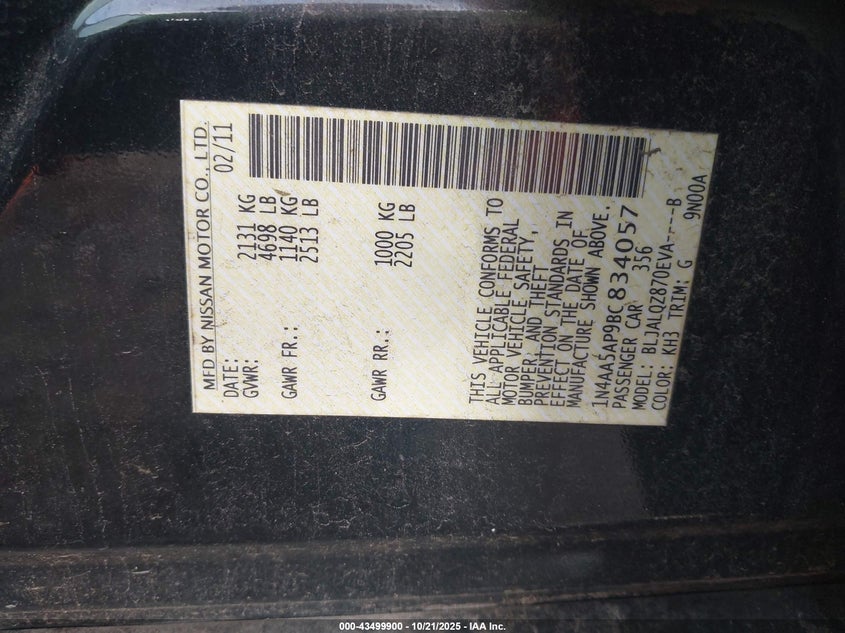 MFD BY NISSAN MOTOR CO., LTD.
DATE: 02/11
GVWR: 2131 KG
4698 LB
GAWR FR.: 1140 KG
2513 LB
GAWR RR.: 1000 KG
2205 LB
THIS VEHICLE CONFORMS TO
ALL APPLICABLE FEDERAL
MOTOR VEHICLE SAFETY,
BUMPER, AND THEFT
PREVENTION STANDARDS IN
EFFECT ON THE DATE OF
MANUFACTURE SHOWN ABOVE.
1N4AA5AP9BC834057
PASSENGER CAR 356
MODEL: BLJALQZ870EVA----B
COLOR: KH3 TRIM: G 9N00A
000-43499900 - 10/21/2025 - IAA Inc.